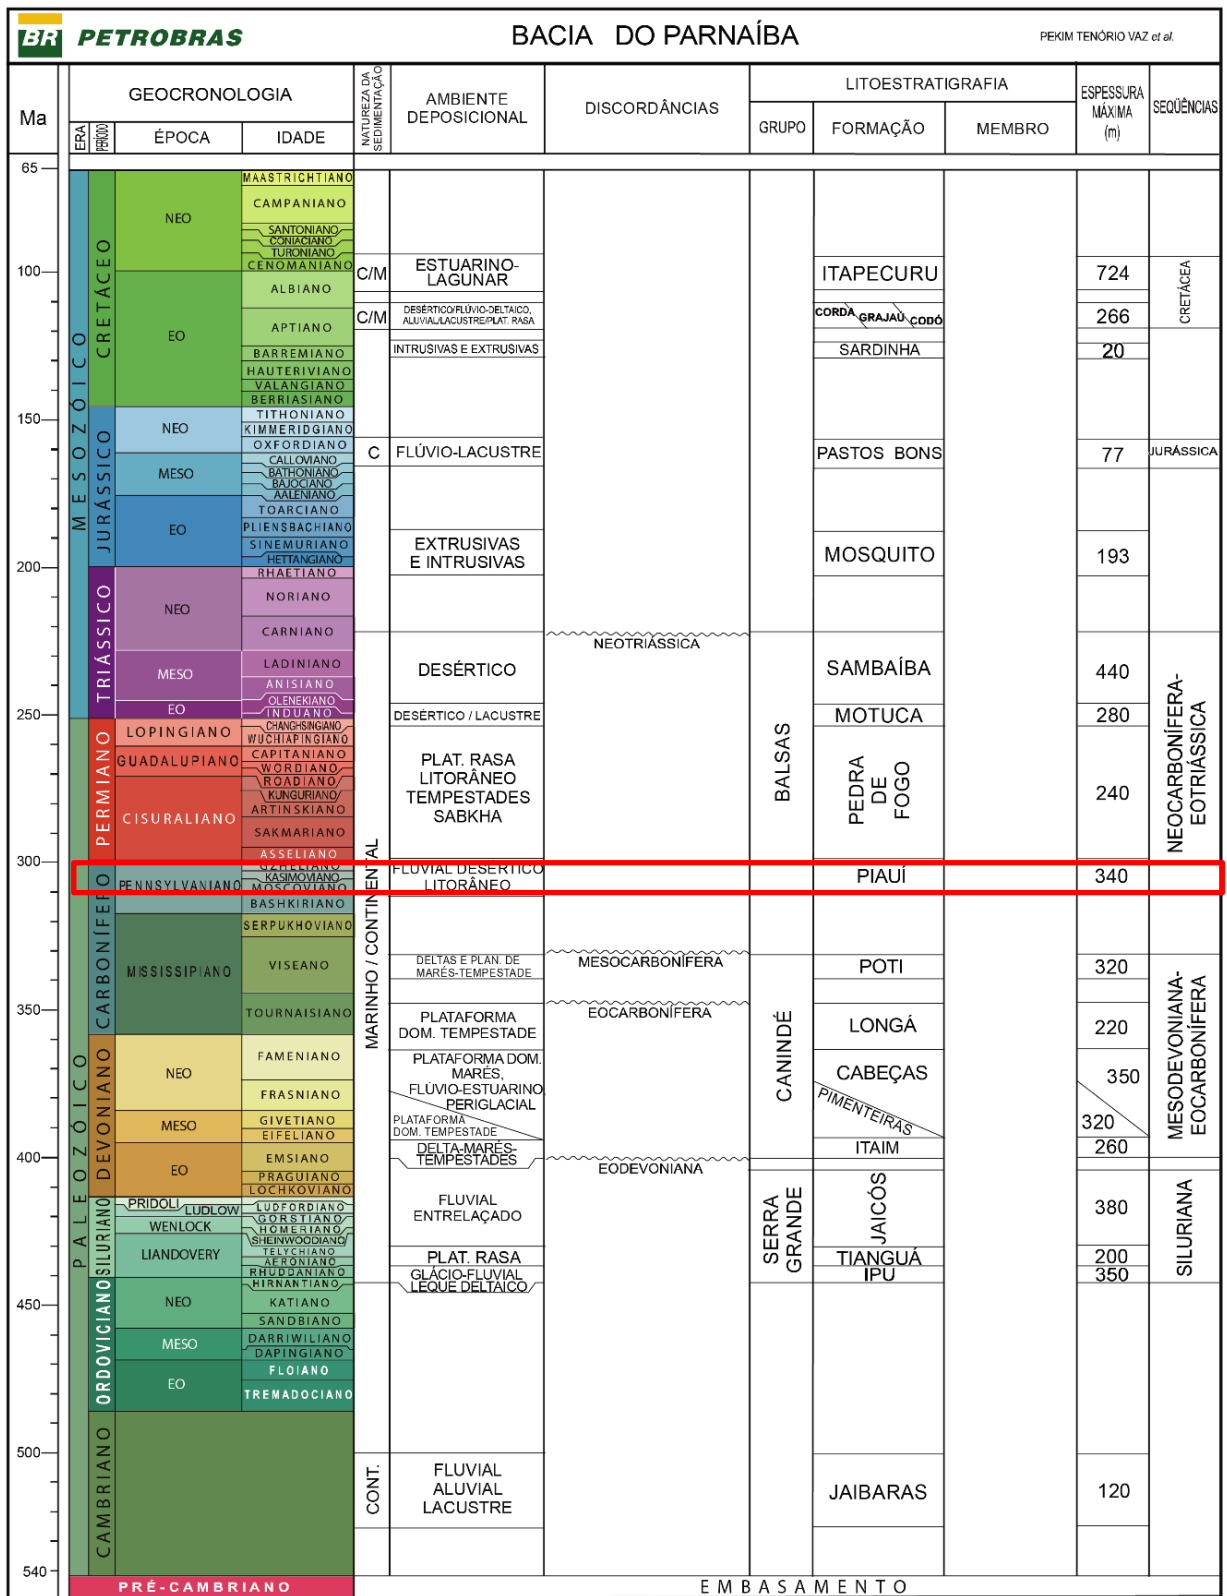 BR PETROBRAS
BACIA DO PARNAÍBA
PEKIM TENÓRIO VAZ et al.
Ma
GEOCRONOLOGIA
ERA
PERÍODO
ÉPOCA
IDADE
NATUREZA DA
SEDIMENTAÇÃO
AMBIENTE
DEPOSICIONAL
DISCORDÂNCIAS
LITOESTRATIGRAFIA
GRUPO
FORMAÇÃO
MEMBRO
ESPESSURA
MÁXIMA
(m)
SEQÜÊNCIAS
65
100
150
200
250
300
350
400
450
500
540
MESOZÓICO
PALEOZÓICO
CRETÁCEO
JURÁSSICO
TRIÁSSICO
PERMIANO
CARBONÍFERO
DEVONIANO
SILURIANO
ORDOVICIANO
CAMBRIANO
NEO
EO
NEO
MESO
EO
NEO
MESO
EO
LOPINGIANO
GUADALUPIANO
CISURALIANO
PENNSYLVANIANO
MISSISSIPIANO
NEO
MESO
EO
PRIDOLI
LUDLOW
WENLOCK
LIANDOVERY
NEO
MESO
EO
MAASTRICHTIANO
CAMPANIANO
SANTONIANO
CONIACIANO
TURONIANO
CENOMANIANO
ALBIANO
APTIANO
BARREMIANO
HAUTERIVIANO
VALANGIANO
BERRIASIANO
TITHONIANO
KIMMERIDGIANO
OXFORDIANO
CALLOVIANO
BATHONIANO
BAJOCIANO
AALENIANO
TOARCIANO
PLIENSBACHIANO
SINEMURIANO
HETTANGIANO
RHAETIANO
NORIANO
CARNIANO
LADINIANO
ANISIANO
OLENEKIANO
INDUANO
CHANGHSINGIANO
WUCHIAPINGIANO
CAPITANIANO
WORDIANO
ROADIANO
KUNGURIANO
ARTINSKIANO
SAKMARIANO
ASSELIANO
GZHELIANO
KASIMOVIANO
MOSCOVIANO
BASHKIRIANO
SERPUKHOVIANO
VISEANO
TOURNAISIANO
FAMENIANO
FRASNIANO
GIVETIANO
EIFELIANO
EMSIANO
PRAGUIANO
LOCHKOVIANO
LUDFORDIANO
GORSTIANO
HOMERIANO
SHEINWOODIANO
TELYCHIANO
AERONIANO
RHUDDANIANO
HIRNANTIANO
KATIANO
SANDBIANO
DARRIWILIANO
DAPINGIANO
FLOIANO
TREMADOCIANO
C/M
C/M
C
MARINHO / CONTINENTAL
CONT.
ESTUARINO-
LAGUNAR
DESÉRTICO/FLÚVIO-DELTAICO,
ALUVIAL/LACUSTRE/PLAT. RASA
INTRUSIVAS E EXTRUSIVAS
FLÚVIO-LACUSTRE
EXTRUSIVAS
E INTRUSIVAS
DESÉRTICO
DESÉRTICO / LACUSTRE
PLAT. RASA
LITORÂNEO
TEMPESTADES
SABKHA
FLUVIAL DESÉRTICO
LITORÂNEO
DELTAS E PLAN. DE
MARÉS-TEMPESTADE
PLATAFORMA
DOM. TEMPESTADE
PLATAFORMA DOM.
MARÉS,
FLÚVIO-ESTUARINO
PERIGLACIAL
PLATAFORMA
DOM. TEMPESTADE
DELTA-MARÉS-
TEMPESTADES
FLUVIAL
ENTRELAÇADO
PLAT. RASA
GLÁCIO-FLUVIAL
LEQUE DELTAICO
FLUVIAL
ALUVIAL
LACUSTRE
NEOTRIÁSSICA
MESOCARBONÍFERA
EOCARBONÍFERA
EODEVONIANA
BALSAS
CANINDÉ
SERRA
GRANDE
ITAPECURU
CORDA
GRAJAÚ
CODÓ
SARDINHA
PASTOS BONS
MOSQUITO
SAMBAÍBA
MOTUCA
PEDRA
DE
FOGO
PIAUÍ
POTI
LONGÁ
CABEÇAS
PIMENTEIRAS
ITAIM
JAICÓS
TIANGUÁ
IPU
JAIBARAS
724
266
20
77
193
440
280
240
340
320
220
350
320
260
380
200
350
120
CRETÁCEA
JURÁSSICA
NEOCARBONÍFERA-
EOTRIÁSSICA
MESODEVONIANA-
EOCARBONÍFERA
SILURIANA
PRÉ-CAMBRIANO
EMBASAMENTO